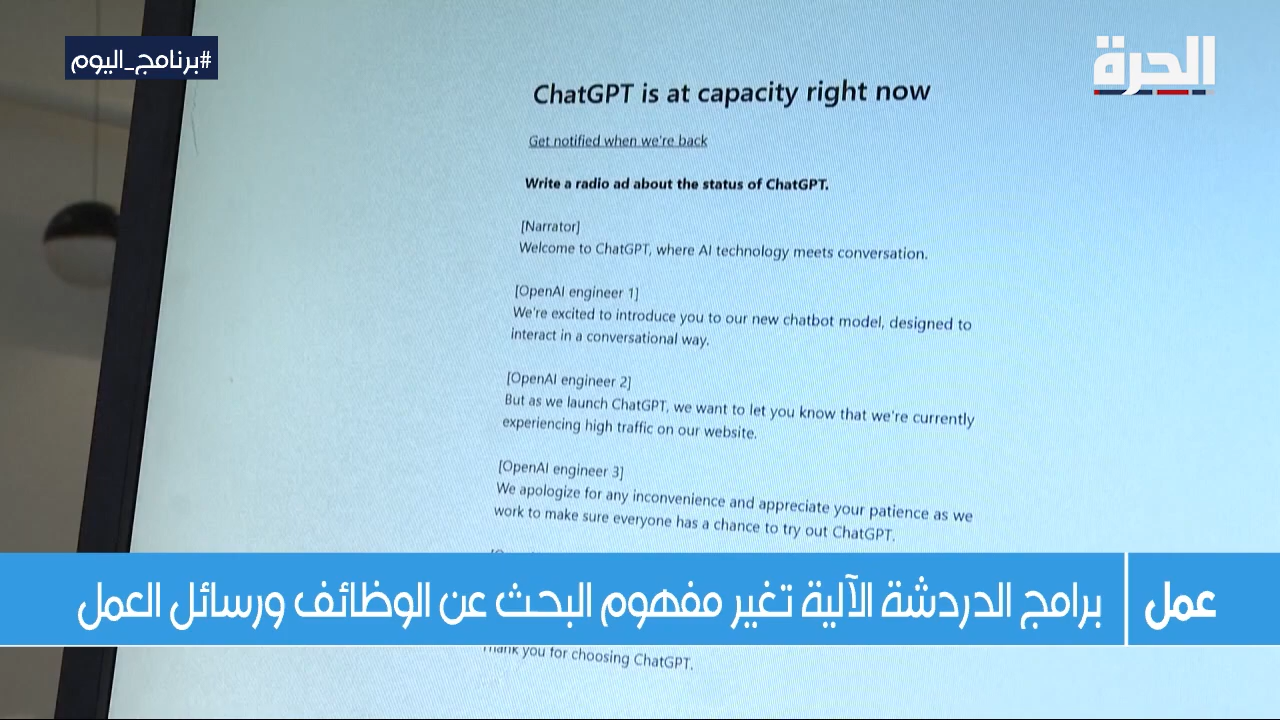 #برنامج_اليوم
الحرة
ChatGPT is at capacity right now
Get notified when we're back
Write a radio ad about the status of ChatGPT.
[Narrator]
Welcome to ChatGPT, where AI technology meets conversation.
[OpenAI engineer 1]
We're excited to introduce you to our new chatbot model, designed to
interact in a conversational way.
[OpenAI engineer 2]
But as we launch ChatGPT, we want to let you know that we're currently
experiencing high traffic on our website.
[OpenAI engineer 3]
We apologize for any inconvenience and appreciate your patience as we
work to make sure everyone has a chance to try out ChatGPT.
عمل
برامج الدردشة الآلية تغير مفهوم البحث عن الوظائف ورسائل العمل
Thank you for choosing ChatGPT.